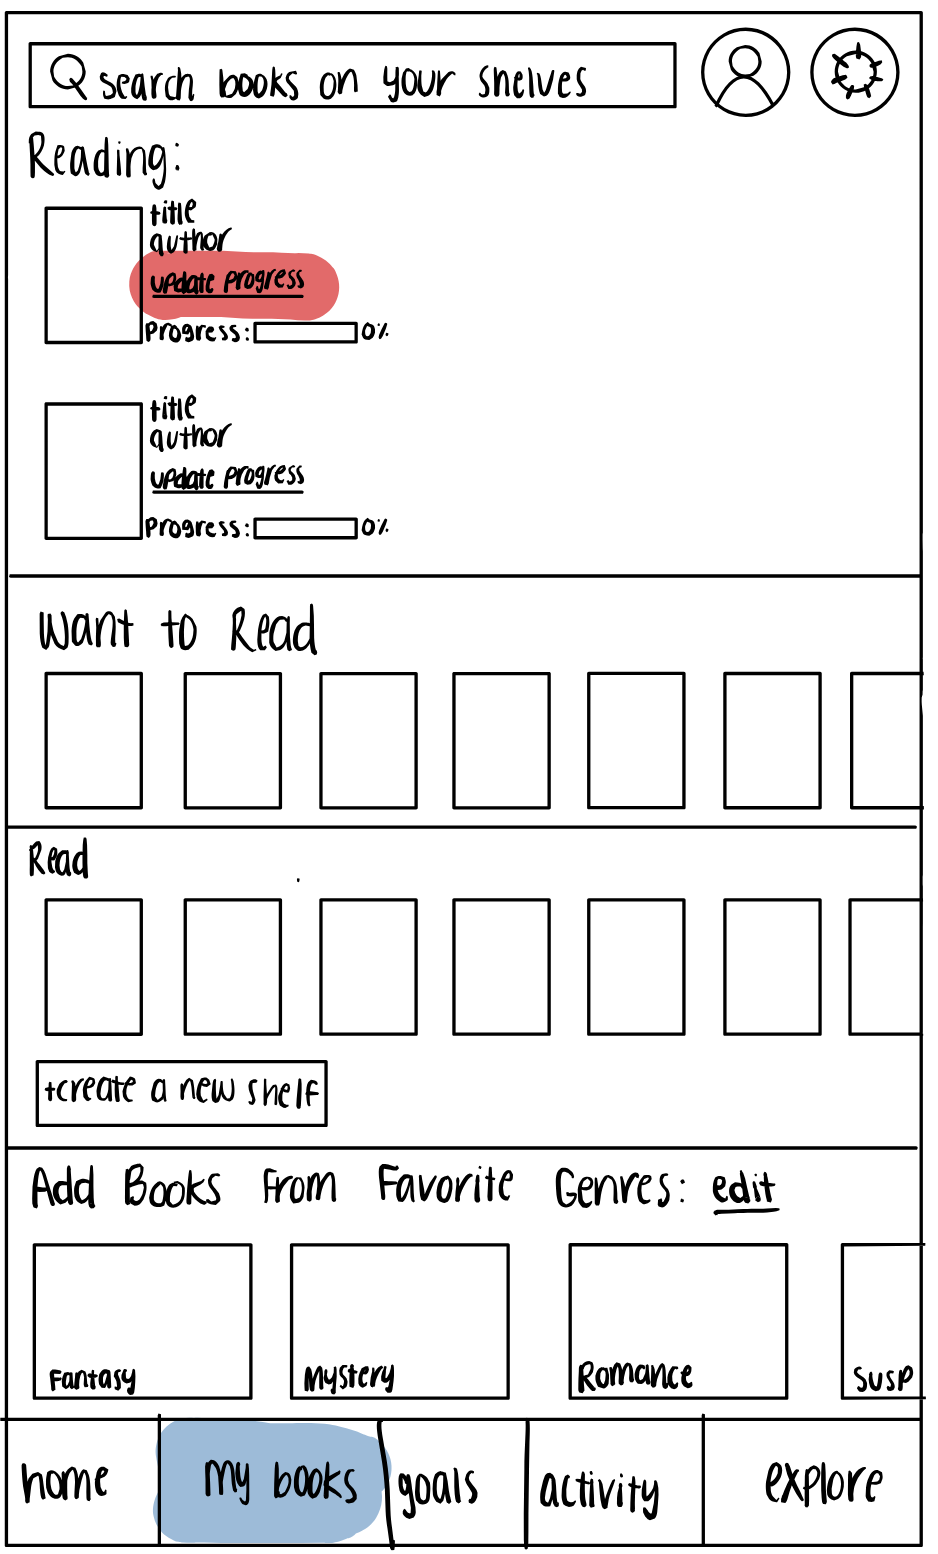 search books on your shelves
Reading:
title
author
update progress
Progress: 0%
title
author
update progress
Progress: 0%
Want to Read
Read
+create a new shelf
Add Books From Favorite Genres: edit
Fantasy
Mystery
Romance
Susp
home
my books
goals
activity
explore